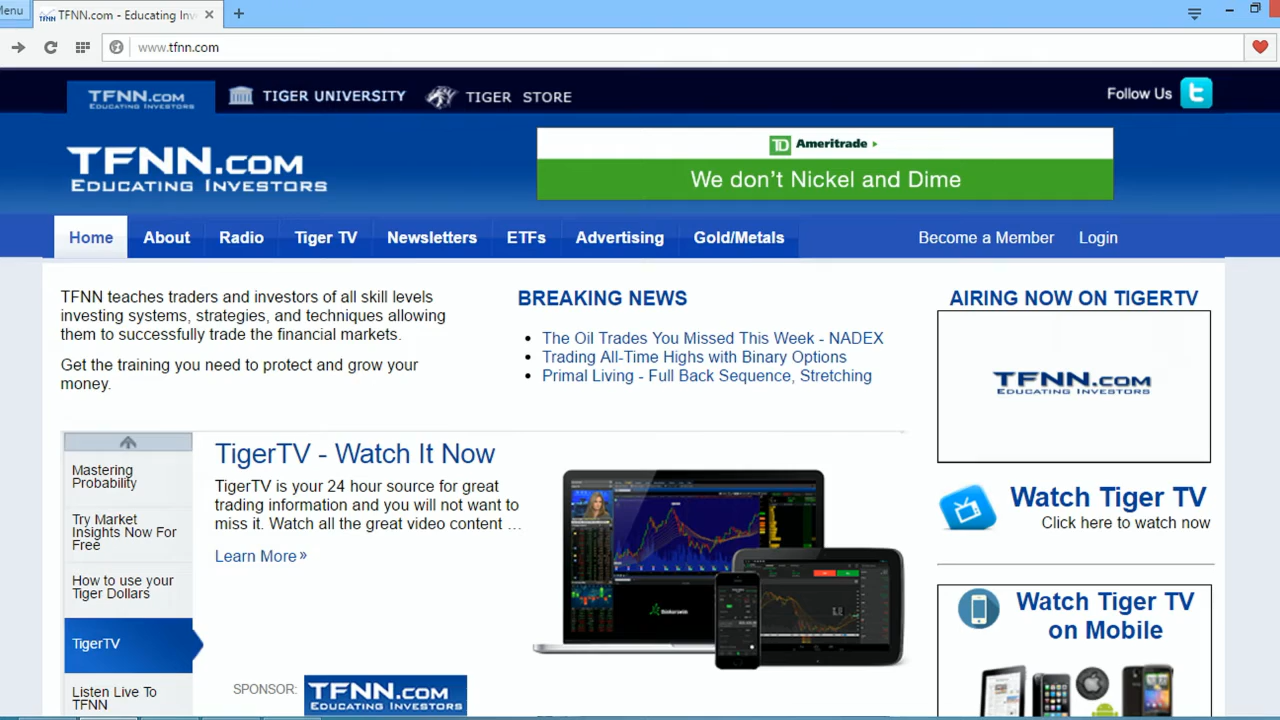 Menu
TFNN.com - Educating Inv
www.tfnn.com
TFNN.COM
EDUCATING INVESTORS
TIGER UNIVERSITY
TIGER STORE
Follow Us
TFNN.COM
EDUCATING INVESTORS
TD Ameritrade
We don't Nickel and Dime
Home
About
Radio
Tiger TV
Newsletters
ETFs
Advertising
Gold/Metals
Become a Member
Login
TFNN teaches traders and investors of all skill levels
investing systems, strategies, and techniques allowing
them to successfully trade the financial markets.
Get the training you need to protect and grow your
money.
BREAKING NEWS
The Oil Trades You Missed This Week - NADEX
Trading All-Time Highs with Binary Options
Primal Living - Full Back Sequence, Stretching
AIRING NOW ON TIGERTV
TFNN.COM
EDUCATING INVESTORS
Watch Tiger TV
Click here to watch now
Watch Tiger TV
on Mobile
Mastering
Probability
Try Market
Insights Now For
Free
How to use your
Tiger Dollars
TigerTV
Listen Live To
TFNN
TigerTV - Watch It Now
TigerTV is your 24 hour source for great
trading information and you will not want to
miss it. Watch all the great video content ...
Learn More »
SPONSOR:
TFNN.COM
EDUCATING INVESTORS